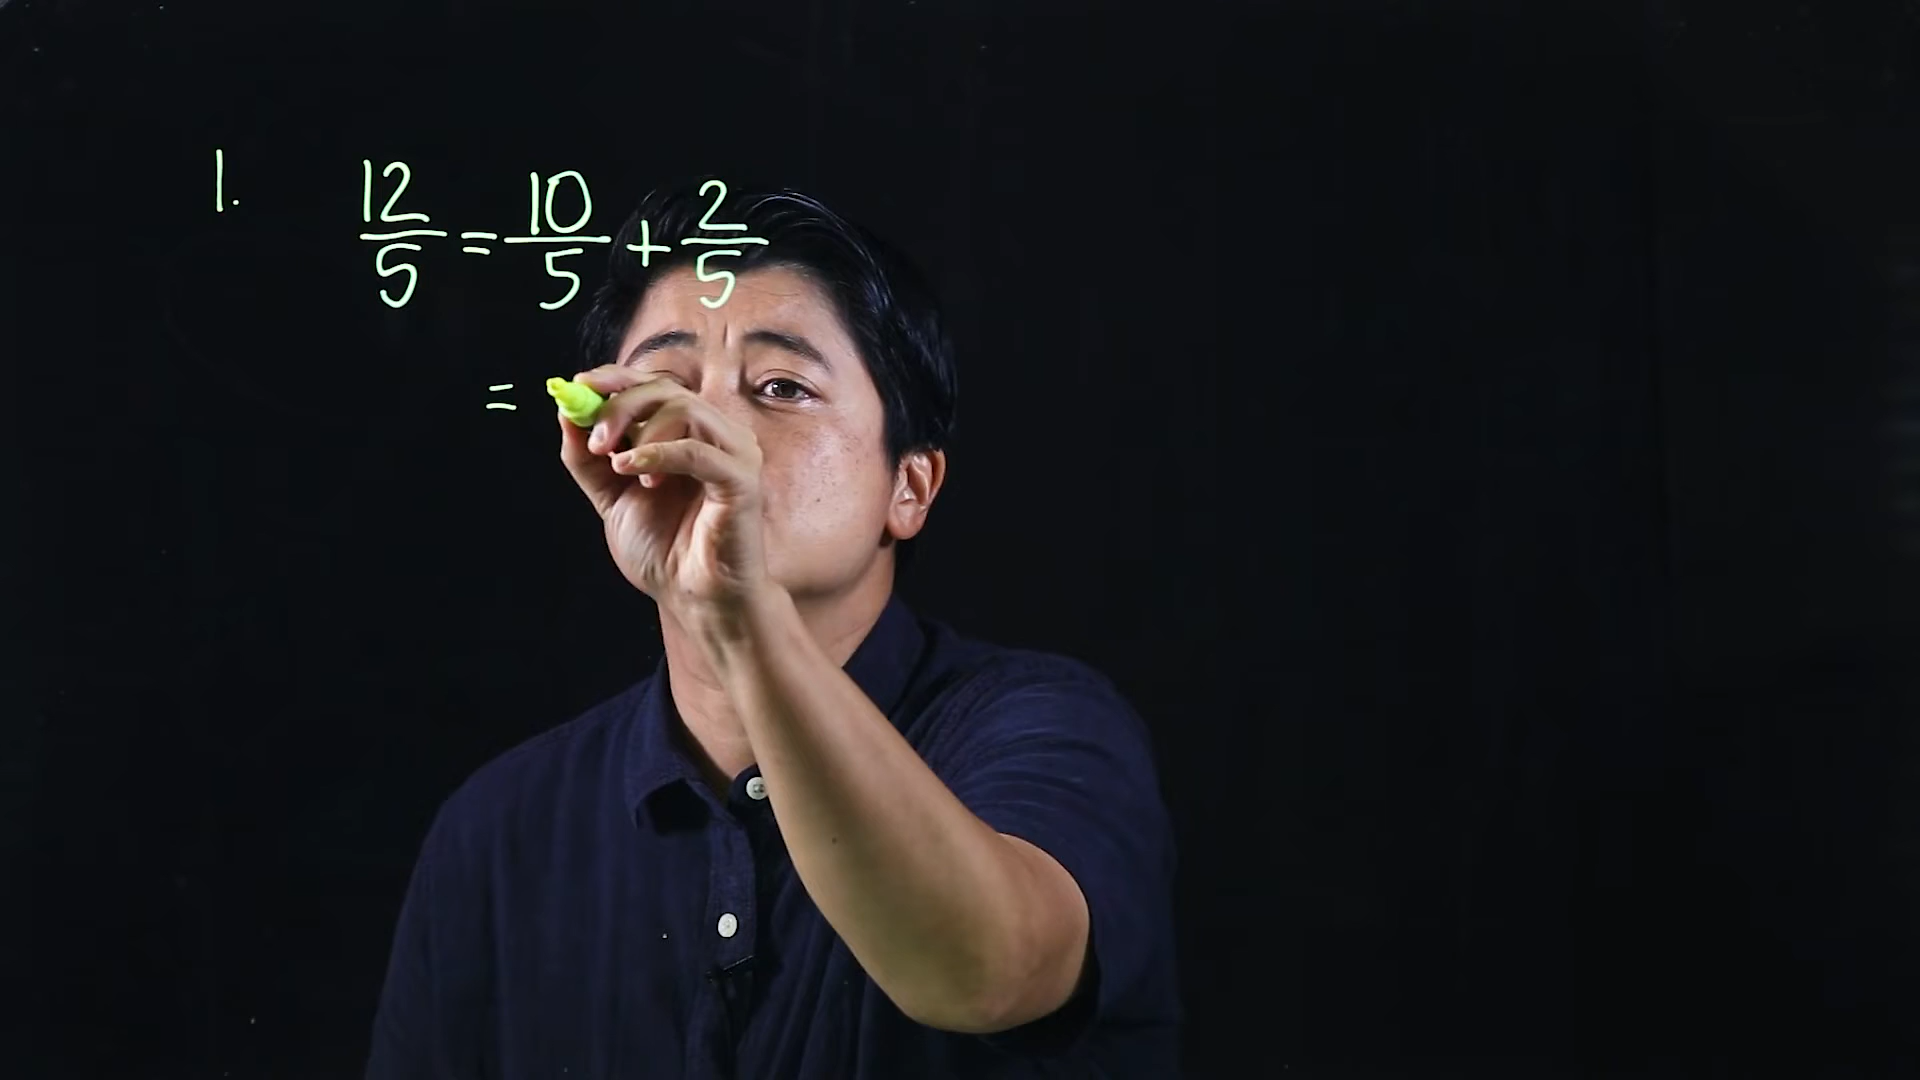 1. 12/5 = 10/5 + 2/5
=